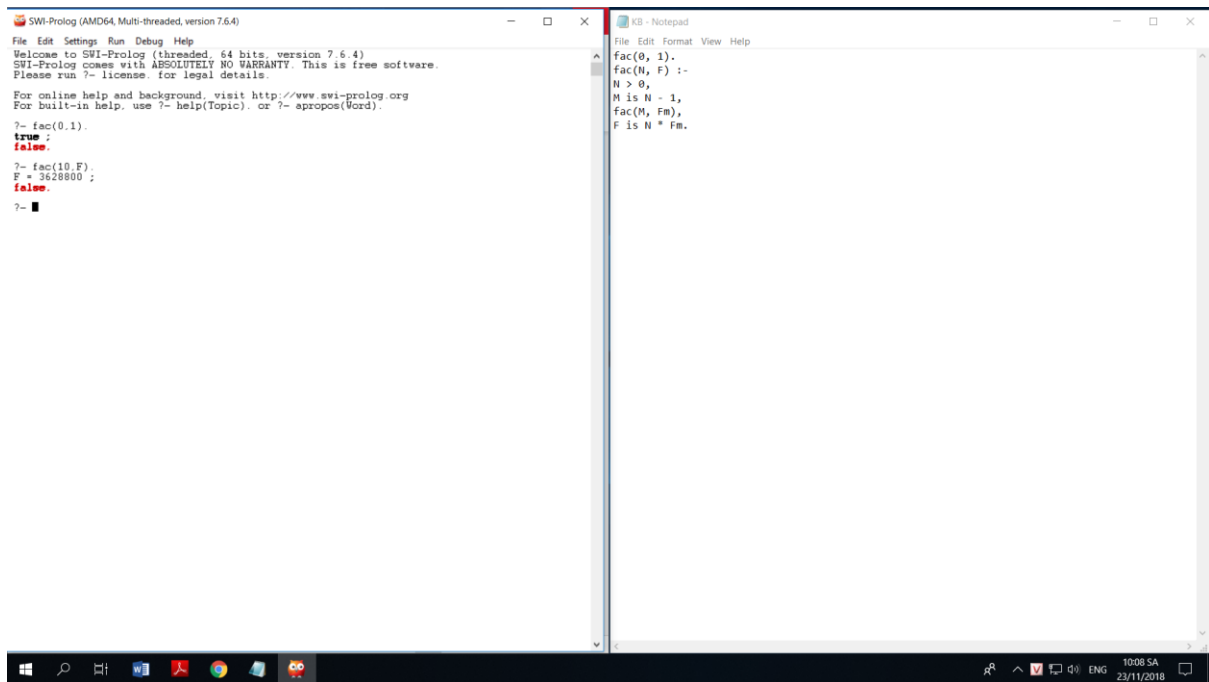 SWI-Prolog (AMD64, Multi-threaded, version 7.6.4)
File Edit Settings Run Debug Help
Welcome to SWI-Prolog (threaded, 64 bits, version 7.6.4)
SWI-Prolog comes with ABSOLUTELY NO WARRANTY. This is free software.
Please run ?- license. for legal details.
For online help and background, visit http://www.swi-prolog.org
For built-in help, use ?- help(Topic). or ?- apropos(Word).
?- fac(0,1).
true ;
false.
?- fac(10,F).
F = 3628800 ;
false.
?-
KB - Notepad
File Edit Format View Help
fac(0, 1).
fac(N, F) :-
N > 0,
M is N - 1,
fac(M, Fm),
F is N * Fm.
ENG
10:08 SA
23/11/2018